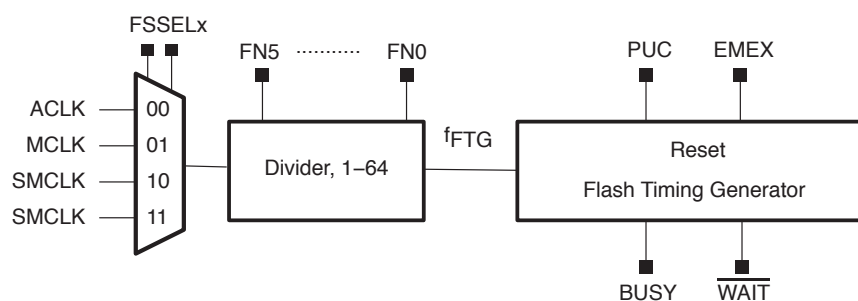 FSSELx
FN5 ........... FN0
PUC EMEX
ACLK 00
MCLK 01
SMCLK 10
SMCLK 11
Divider, 1–64
fFTG
Reset
Flash Timing Generator
BUSY WAIT